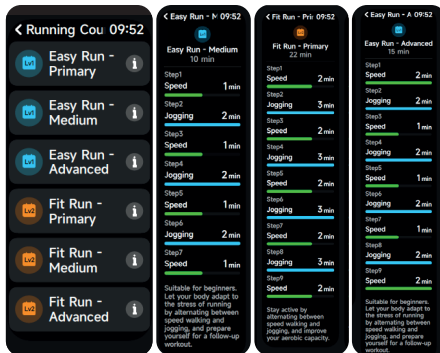 Running Cou 09:52
Lv1
Easy Run -
Primary
Lv1
Easy Run -
Medium
Lv1
Easy Run -
Advanced
Lv2
Fit Run -
Primary
Lv2
Fit Run -
Medium
Lv2
Fit Run -
Advanced
Easy Run - M 09:52
Lv1
Easy Run - Medium
10 min
Step1
Speed 1 min
Step2
Jogging 2 min
Step3
Speed 1 min
Step4
Jogging 2 min
Step5
Speed 1 min
Step6
Jogging 2 min
Step7
Speed 1 min
Suitable for beginners.
Let your body adapt to
the stress of running
by alternating between
speed walking and
jogging, and prepare
yourself for a follow-up
workout.
Fit Run - Pri 09:52
Lv2
Fit Run - Primary
22 min
Step1
Speed 2 min
Step2
Jogging 3 min
Step3
Speed 2 min
Step4
Jogging 3 min
Step5
Speed 2 min
Step6
Jogging 3 min
Step7
Speed 2 min
Step8
Jogging 3 min
Step9
Speed 2 min
Stay active by
alternating between
speed walking and
jogging, and improve
your aerobic capacity.
Easy Run - A 09:52
Lv1
Easy Run - Advanced
15 min
Step1
Speed 2 min
Step2
Jogging 2 min
Step3
Speed 1 min
Step4
Jogging 2 min
Step5
Speed 1 min
Step6
Jogging 2 min
Step7
Speed 1 min
Step8
Jogging 2 min
Step9
Speed 2 min
Suitable for beginners.
Let your body adapt to
the stress of running
by alternating between
speed walking and
jogging, and prepare
yourself for a follow-up
workout.